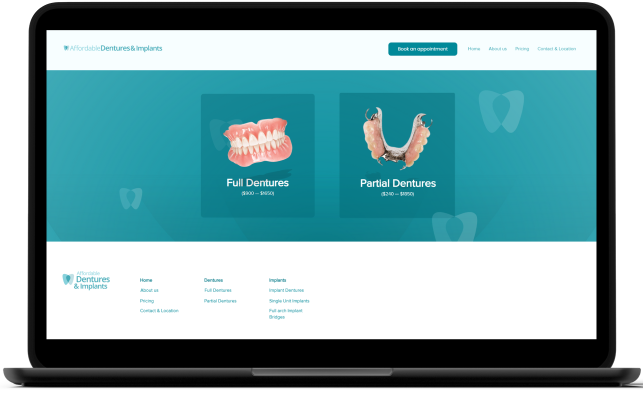 Affordable Dentures & Implants
Book an appointment
Home
About us
Pricing
Contact & Location
Full Dentures
Partial Dentures
($240 — $1650)
Affordable
Dentures
& Implants
Home
About us
Pricing
Contact & Location
Dentures
Full Dentures
Partial Dentures
Implants
Implant Dentures
Single Unit Implants
Full arch Implant
Bridges